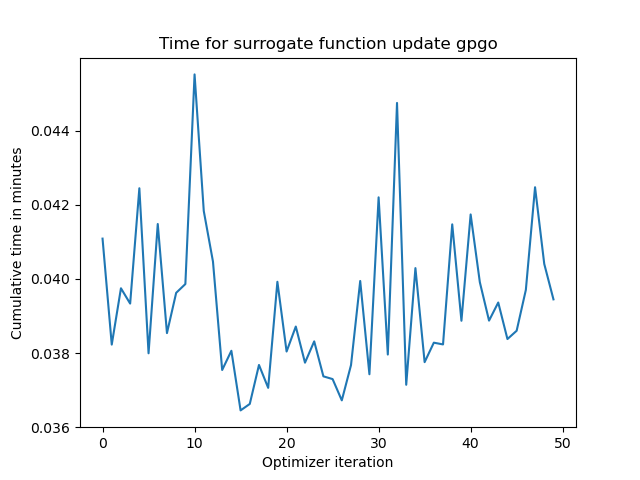 Time for surrogate function update gpgo
Cumulative time in minutes
0.044
0.042
0.040
0.038
0.036
0 10 20 30 40 50
Optimizer iteration